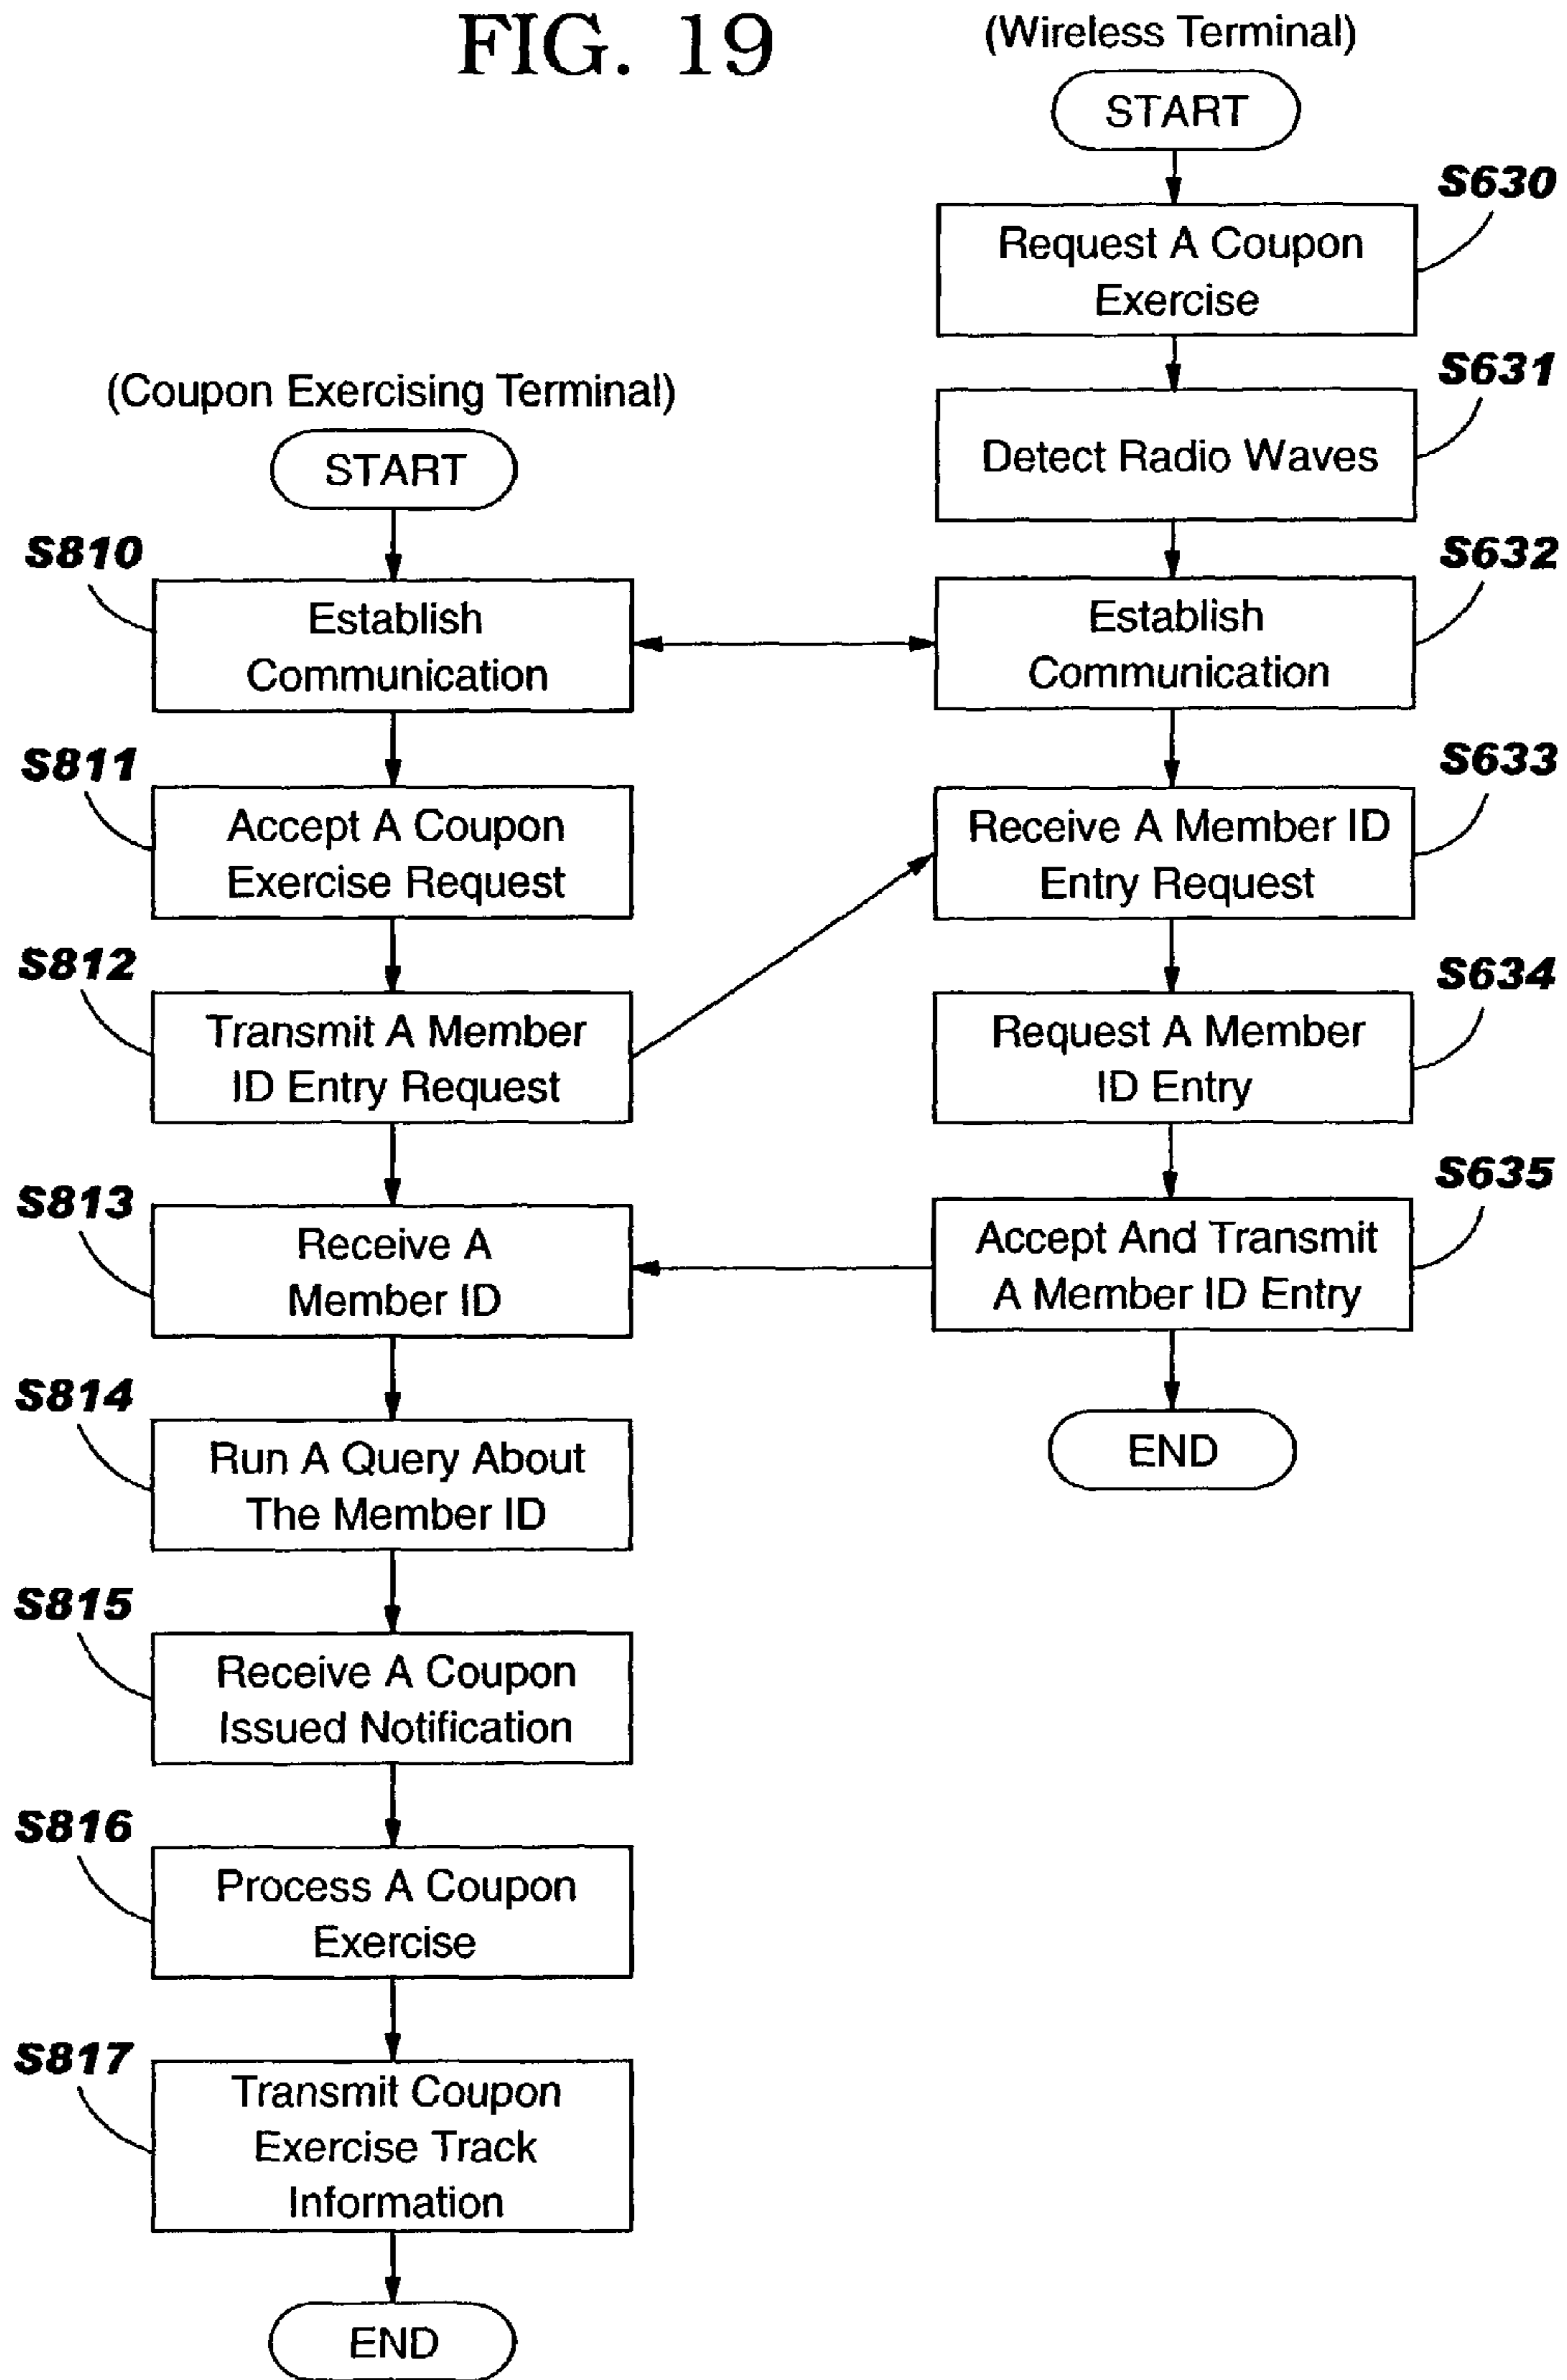 FIG. 19
(Wireless Terminal)
START
S630
Request A Coupon
Exercise
S631
Detect Radio Waves
S632
Establish
Communication
S633
Receive A Member ID
Entry Request
S634
Request A Member
ID Entry
S635
Accept And Transmit
A Member ID Entry
END
(Coupon Exercising Terminal)
START
S810
Establish
Communication
S811
Accept A Coupon
Exercise Request
S812
Transmit A Member
ID Entry Request
S813
Receive A
Member ID
S814
Run A Query About
The Member ID
S815
Receive A Coupon
Issued Notification
S816
Process A Coupon
Exercise
S817
Transmit Coupon
Exercise Track
Information
END